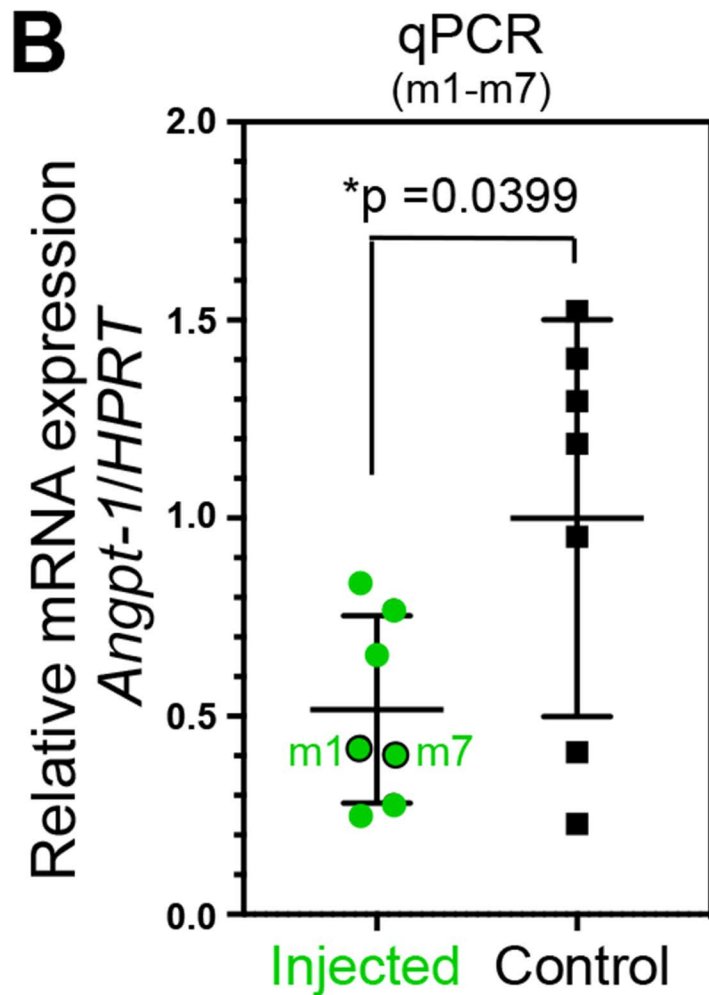 B
qPCR
(m1-m7)
2.0
*p =0.0399
1.5
1.0
0.5
0.0
Relative mRNA expression
Angpt-1/HPRT
m1
m7
Injected
Control